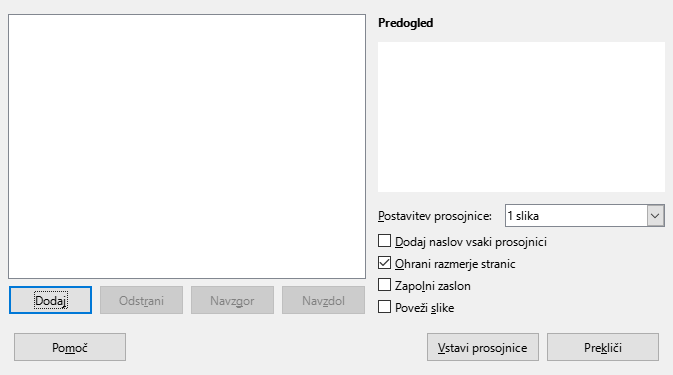 Predogled
Postavitev prosojnice: 1 slika
Dodaj naslov vsaki prosojnici
Ohrani razmerje stranic
Zapolni zaslon
Poveži slike
Dodaj Odstrani Navzgor Navzdol
Pomoč Vstavi prosojnice Prekliči